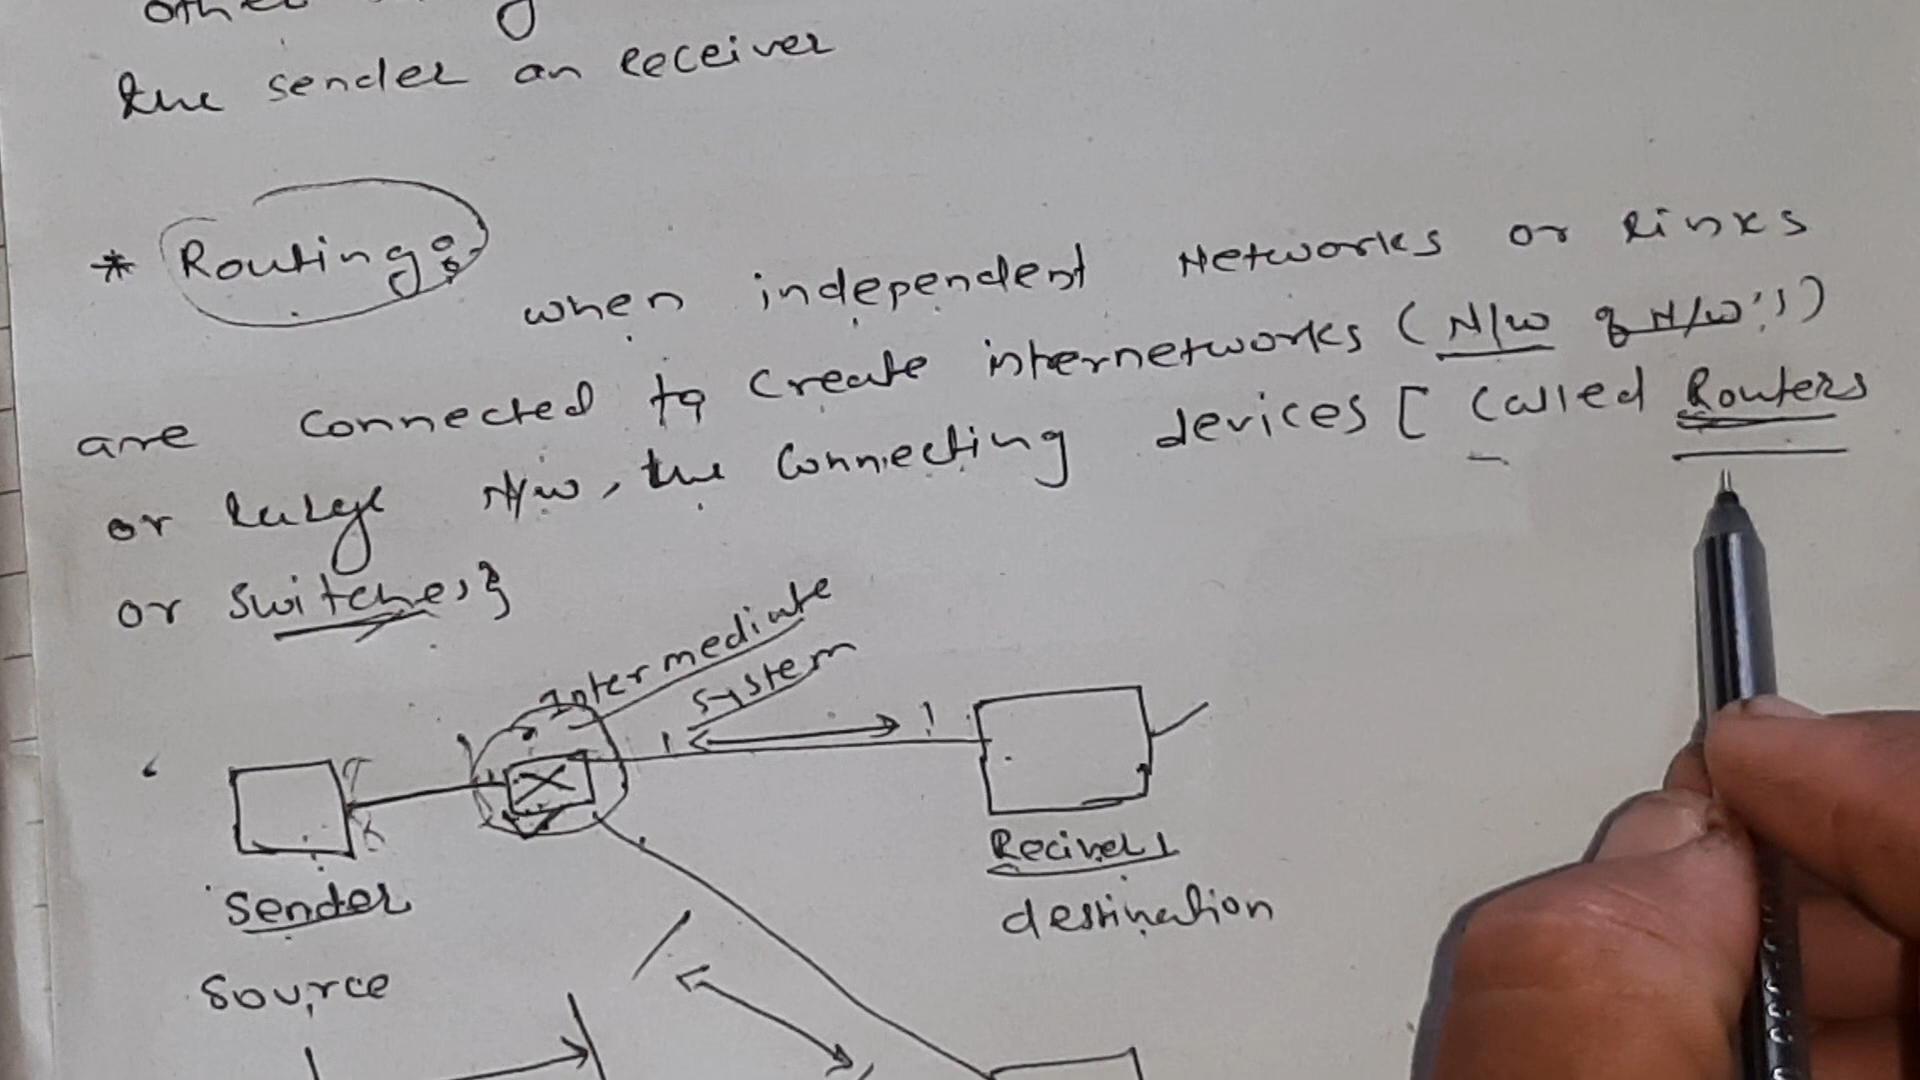 other
the sender an receiver
* Routing:
when independent Networks or Links
are connected to create internetworks (N/w of N/w's)
or large N/w, the connecting devices [ called Routers
or switches}
Intermediate
system
Sender
Source
Reciver
destination